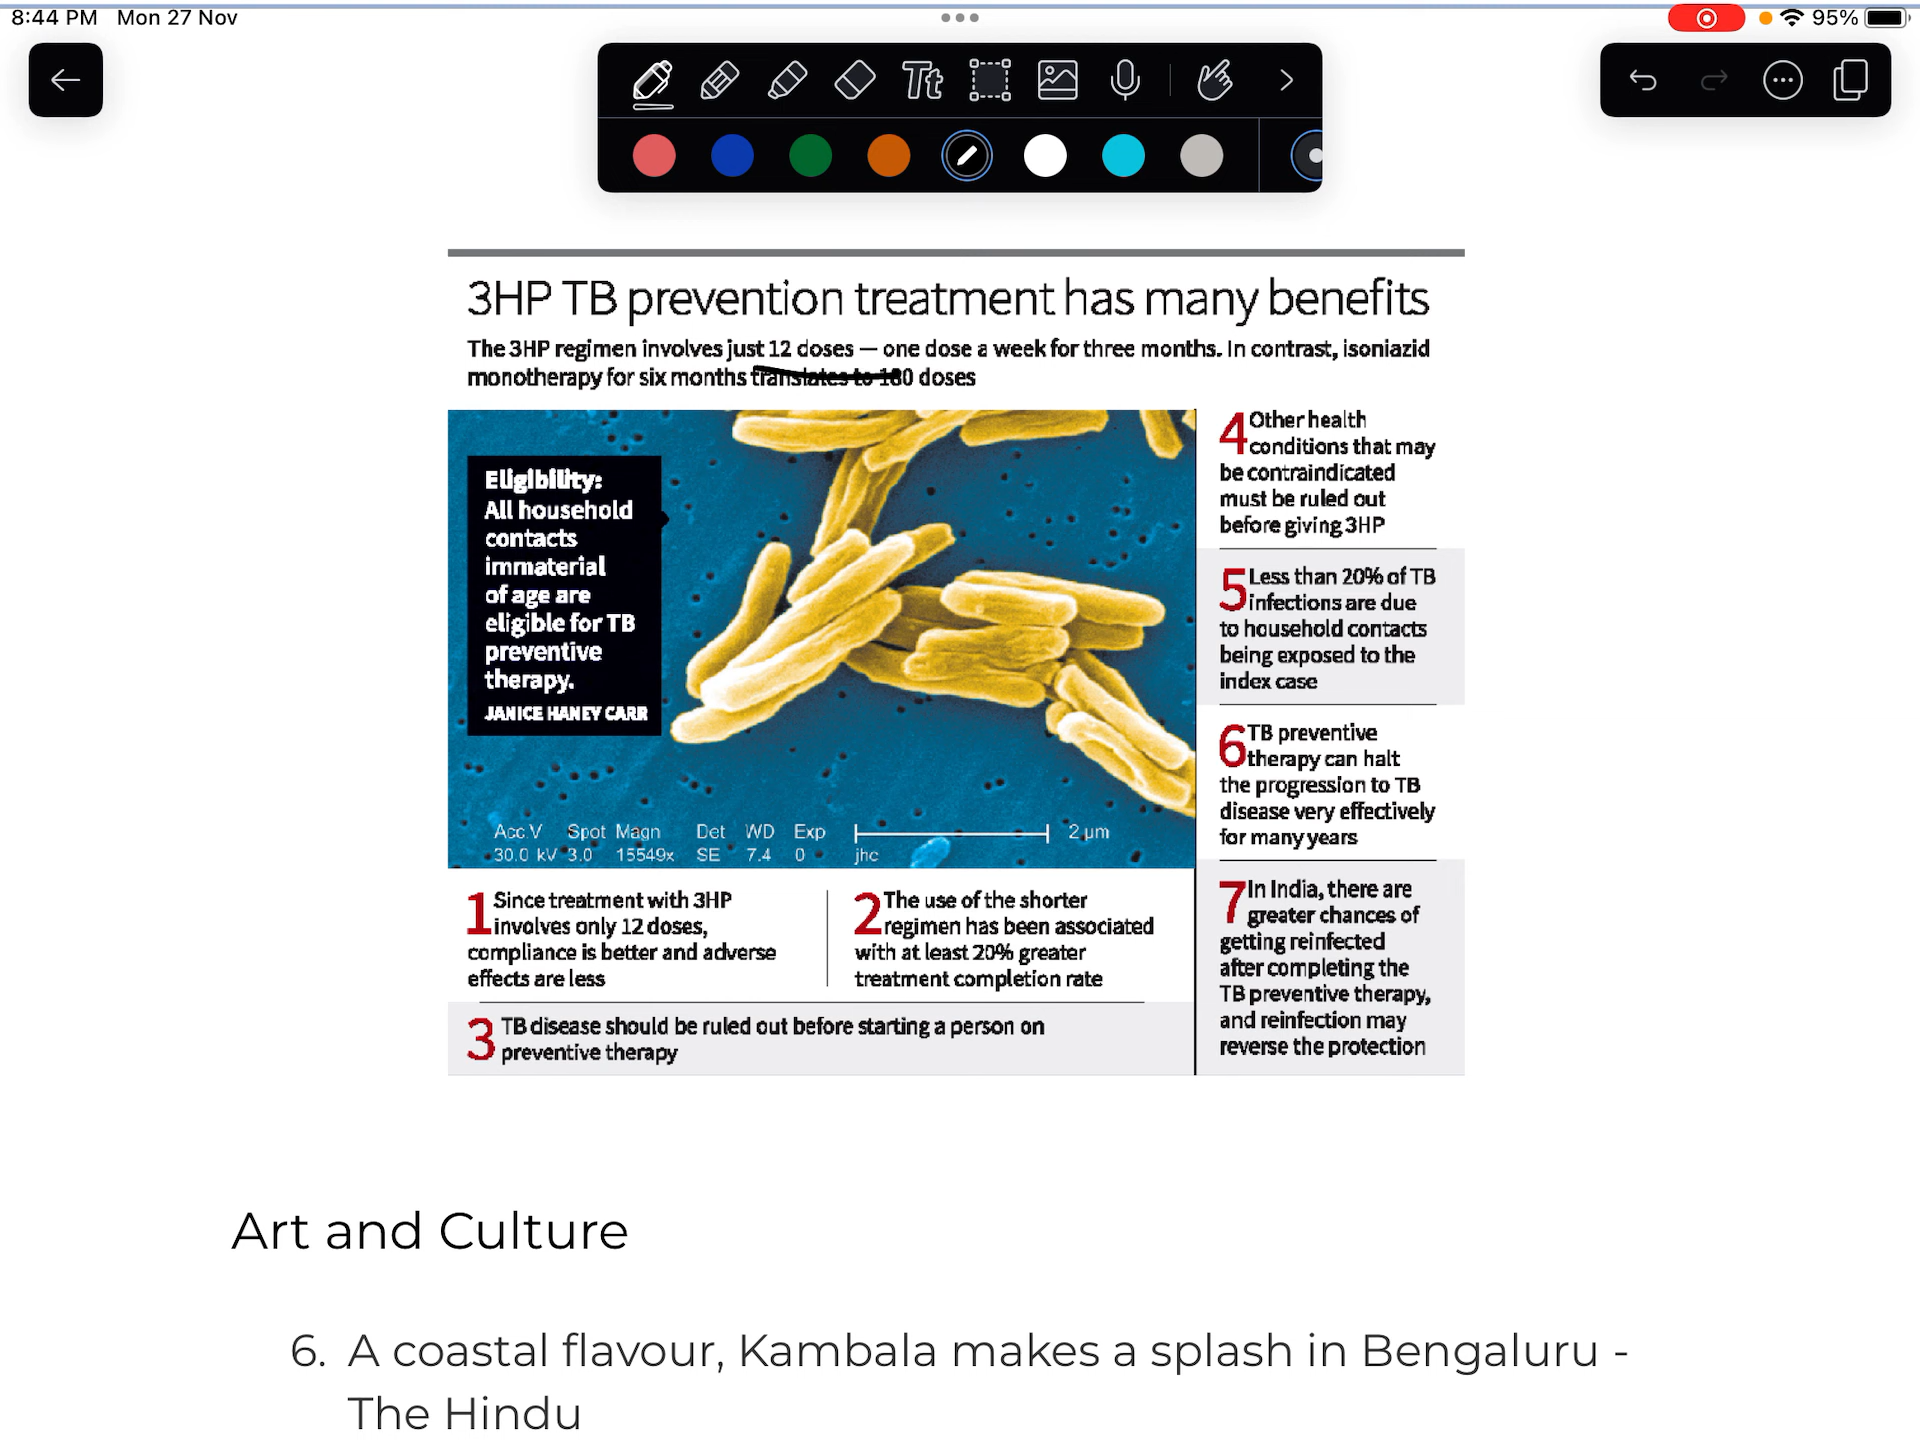 8:44 PM Mon 27 Nov
95%
Tt
3HP TB prevention treatment has many benefits
The 3HP regimen involves just 12 doses — one dose a week for three months. In contrast, isoniazid
monotherapy for six months translates to 180 doses
Eligibility:
All household
contacts
immaterial
of age are
eligible for TB
preventive
therapy.
JANICE HANEY CARR
Acc.V Spot Magn Det WD Exp 2 µm
30.0 kV 3.0 15549x SE 7.4 0 jhc
1 Since treatment with 3HP
involves only 12 doses,
compliance is better and adverse
effects are less
2 The use of the shorter
regimen has been associated
with at least 20% greater
treatment completion rate
3 TB disease should be ruled out before starting a person on
preventive therapy
4 Other health
conditions that may
be contraindicated
must be ruled out
before giving 3HP
5 Less than 20% of TB
infections are due
to household contacts
being exposed to the
index case
6 TB preventive
therapy can halt
the progression to TB
disease very effectively
for many years
7 In India, there are
greater chances of
getting reinfected
after completing the
TB preventive therapy,
and reinfection may
reverse the protection
Art and Culture
6. A coastal flavour, Kambala makes a splash in Bengaluru -
The Hindu